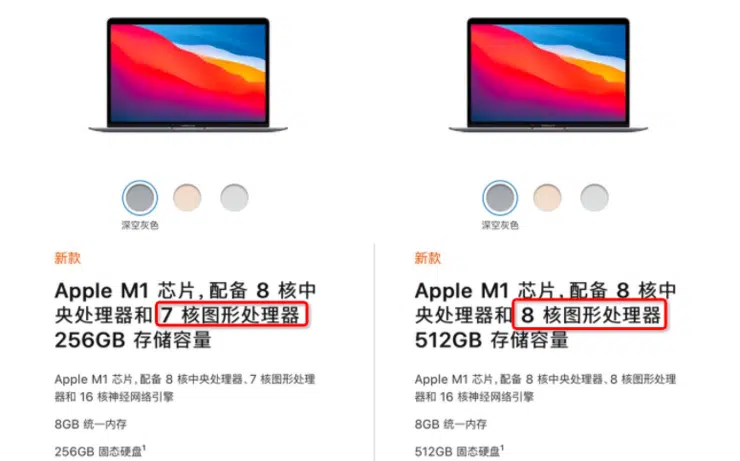 深空灰色
新款
Apple M1 芯片，配备 8 核中
央处理器和 7 核图形处理器
256GB 存储容量
Apple M1 芯片，配备 8 核中央处理器、7 核图形处理
器和 16 核神经网络引擎
8GB 统一内存
256GB 固态硬盘¹
深空灰色
新款
Apple M1 芯片，配备 8 核中
央处理器和 8 核图形处理器
512GB 存储容量
Apple M1 芯片，配备 8 核中央处理器、8 核图形处理
器和 16 核神经网络引擎
8GB 统一内存
512GB 固态硬盘¹